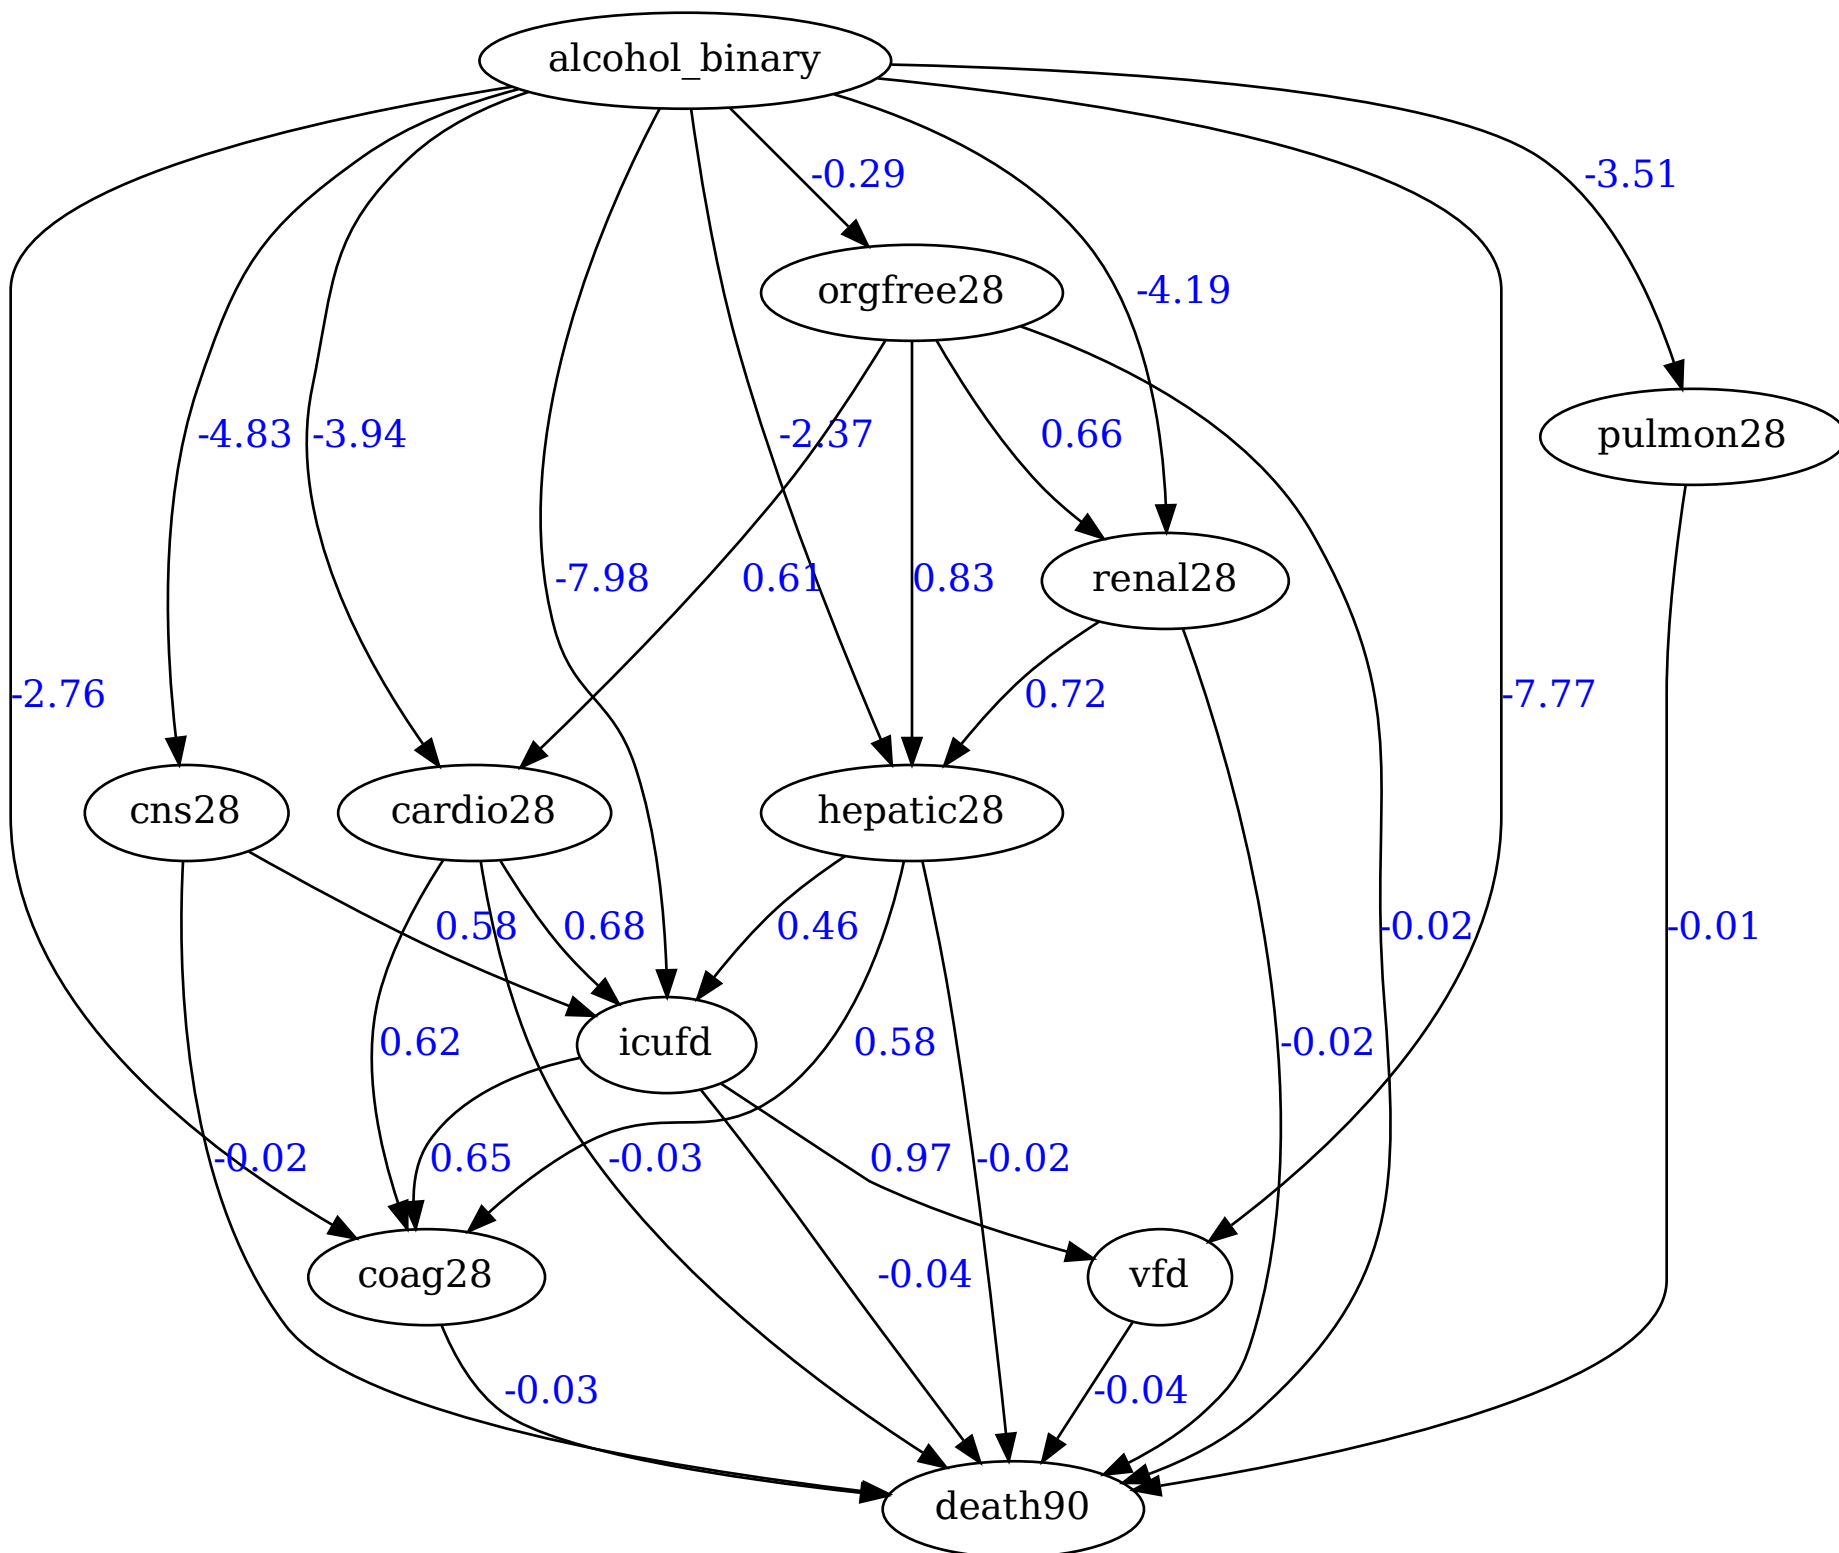 alcohol_binary
-0.29
-3.51
orgfree28
-4.19
-4.83
-3.94
-2.37
0.66
pulmon28
-7.98
0.61
0.83
renal28
-2.76
0.72
-7.77
cns28
cardio28
hepatic28
0.58
0.68
0.46
-0.02
-0.01
icufd
0.62
0.58
-0.02
-0.02
0.65
-0.03
0.97
-0.02
coag28
-0.04
vfd
-0.03
-0.04
death90